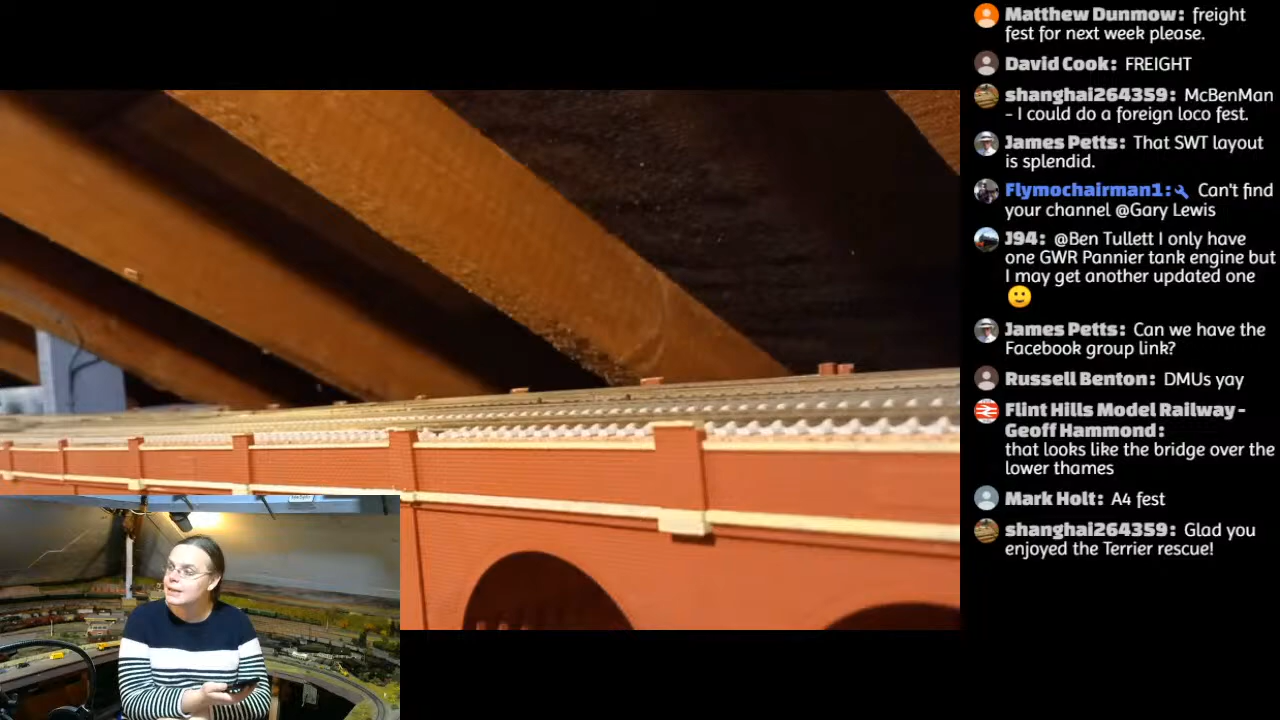 Matthew Dunmow: freight
fest for next week please.
David Cook: FREIGHT
shanghai264359: McBenMan
- I could do a foreign loco fest.
James Petts: That SWT layout
is splendid.
Flymochairman1: Can't find
your channel @Gary Lewis
J94: @Ben Tullett I only have
one GWR Pannier tank engine but
I may get another updated one
James Petts: Can we have the
Facebook group link?
Russell Benton: DMUs yay
Flint Hills Model Railway -
Geoff Hammond:
that looks like the bridge over the
lower thames
Mark Holt: A4 fest
shanghai264359: Glad you
enjoyed the Terrier rescue!